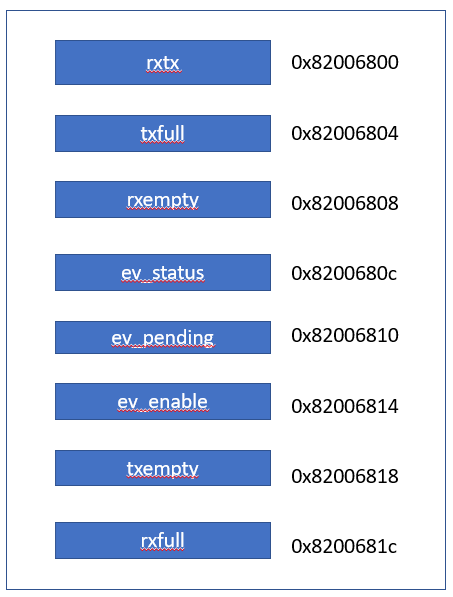 rxtx 0x82006800
txfull 0x82006804
rxempty 0x82006808
ev_status 0x8200680c
ev_pending 0x82006810
ev_enable 0x82006814
txempty 0x82006818
rxfull 0x8200681c